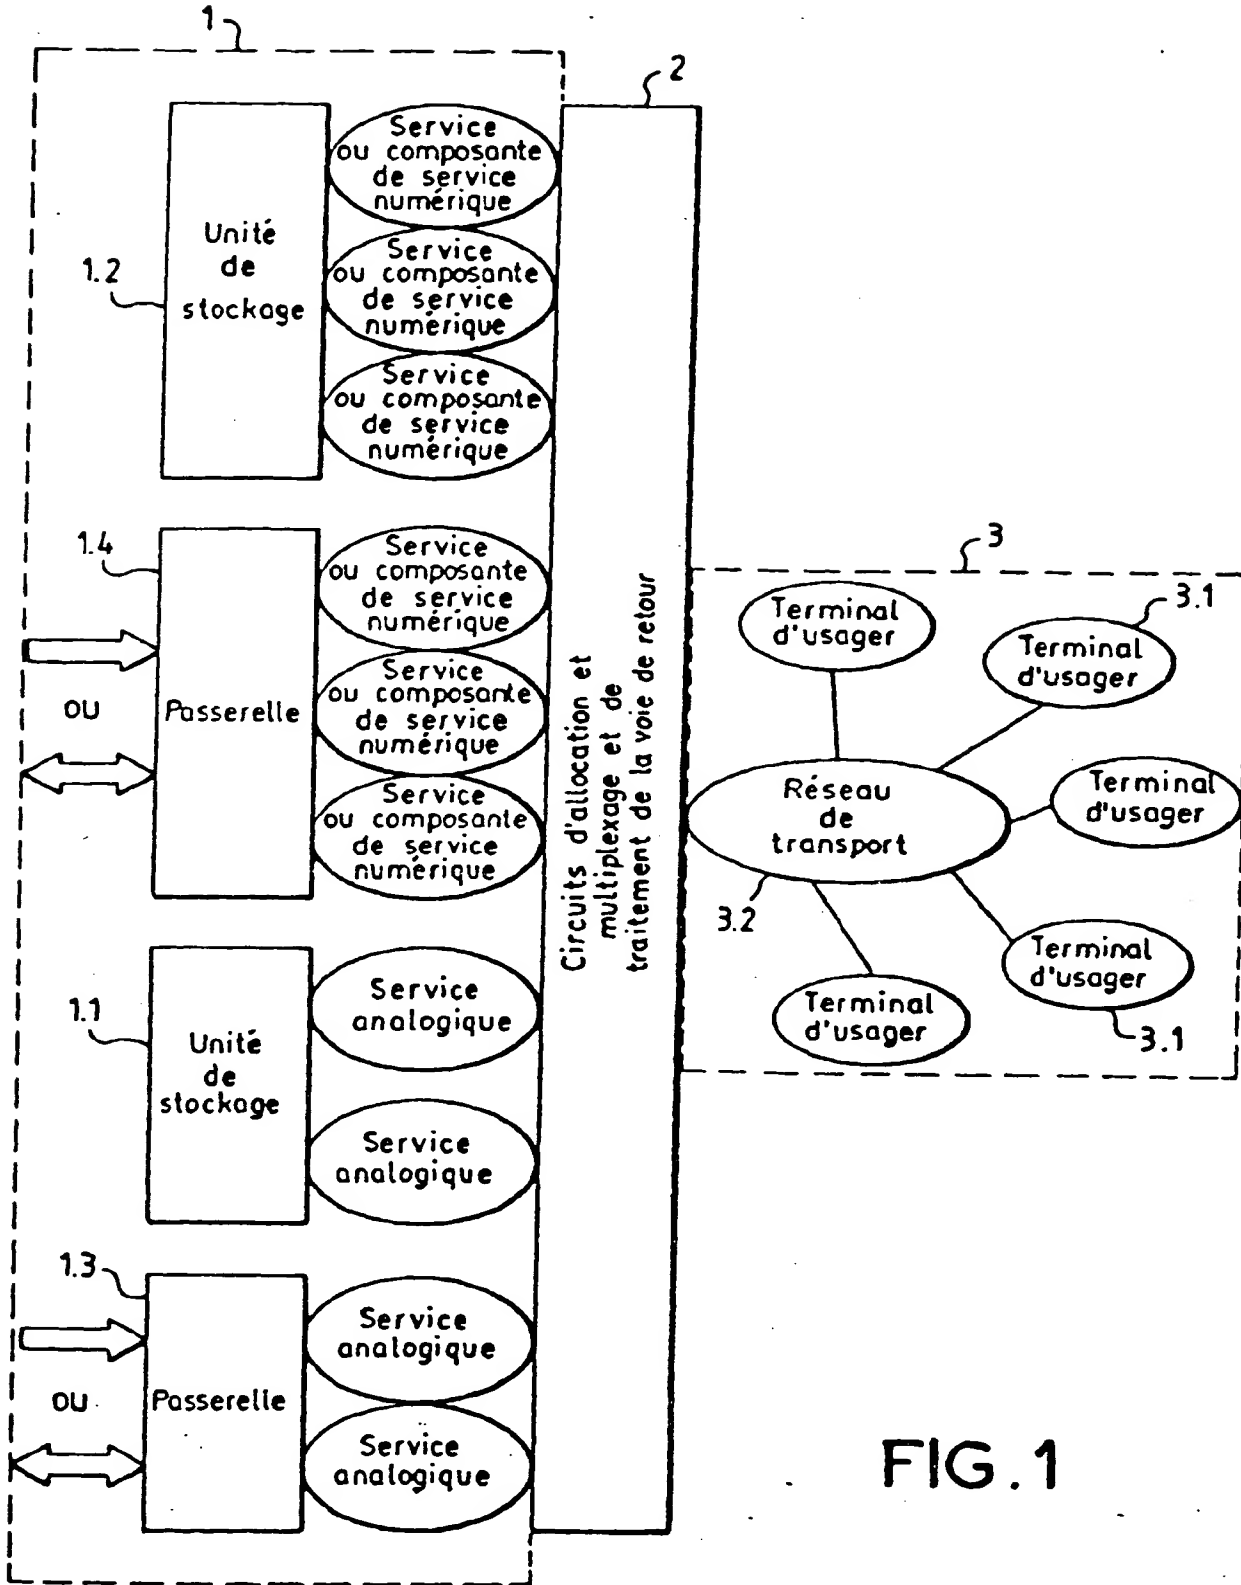 1
2
1.2
Unité
de
stockage
Service
ou composante
de service
numérique
Service
ou composante
de service
numérique
Service
ou composante
de service
numérique
1.4
OU
Passerelle
Service
ou composante
de service
numérique
Service
ou composante
de service
numérique
Service
ou composante
de service
numérique
1.1
Unité
de
stockage
Service
analogique
Service
analogique
1.3
OU
Passerelle
Service
analogique
Service
analogique
Circuits d'allocation et
multiplexage et de
traitement de la voie de retour
3
Terminal
d'usager
3.1
Terminal
d'usager
Terminal
d'usager
Réseau
de
transport
3.2
Terminal
d'usager
3.1
Terminal
d'usager
FIG.1